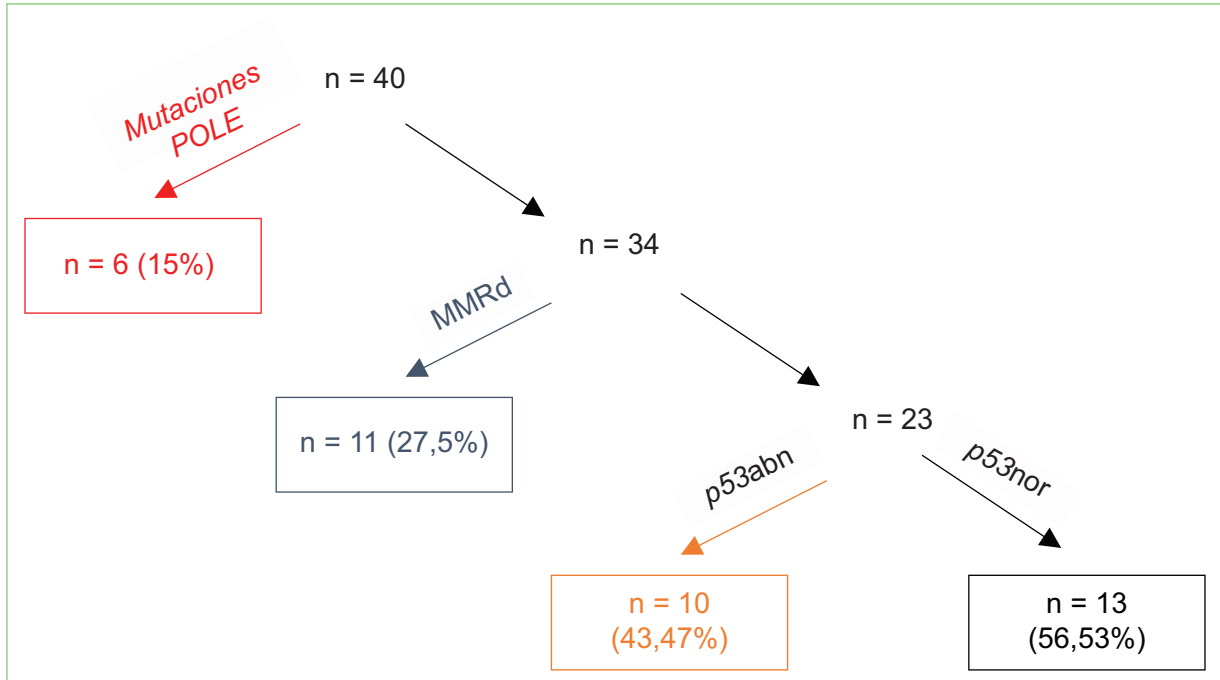 n = 40
Mutaciones
POLE
n = 6 (15%)
n = 34
MMRd
n = 11 (27,5%)
n = 23
p53abn
p53nor
n = 10
(43,47%)
n = 13
(56,53%)